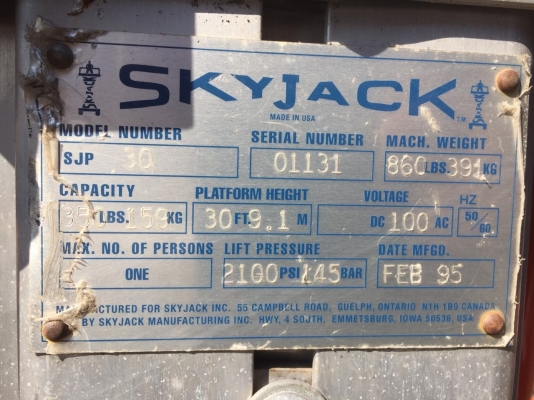 SKYJACK TM
MADE IN USA
MODEL NUMBER SERIAL NUMBER MACH. WEIGHT
SJP 30 01131 860 LBS. 391 KG
CAPACITY PLATFORM HEIGHT VOLTAGE HZ
350 LBS. 159 KG 30 FT. 9.1 M DC 100 AC 50 60
MAX. NO. OF PERSONS LIFT PRESSURE DATE MFGD.
ONE 2100 PSI 145 BAR FEB 95
MANUFACTURED FOR SKYJACK INC. 55 CAMPBELL ROAD, GUELPH, ONTARIO N1H 1B9 CANADA
BY SKYJACK MANUFACTURING INC. HWY, 4 SOUTH, EMMETSBURG, IOWA 50536, USA